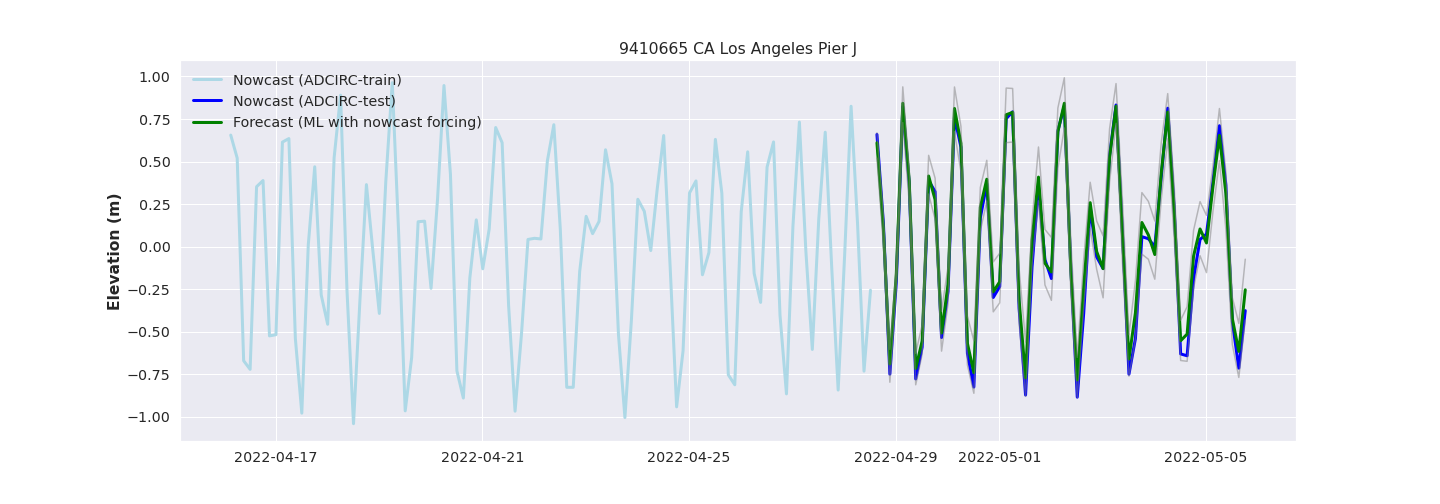 9410665 CA Los Angeles Pier J
Nowcast (ADCIRC-train)
Nowcast (ADCIRC-test)
Forecast (ML with nowcast forcing)
Elevation (m)
1.00
0.75
0.50
0.25
0.00
−0.25
−0.50
−0.75
−1.00
2022-04-17 2022-04-21 2022-04-25 2022-04-29 2022-05-01 2022-05-05